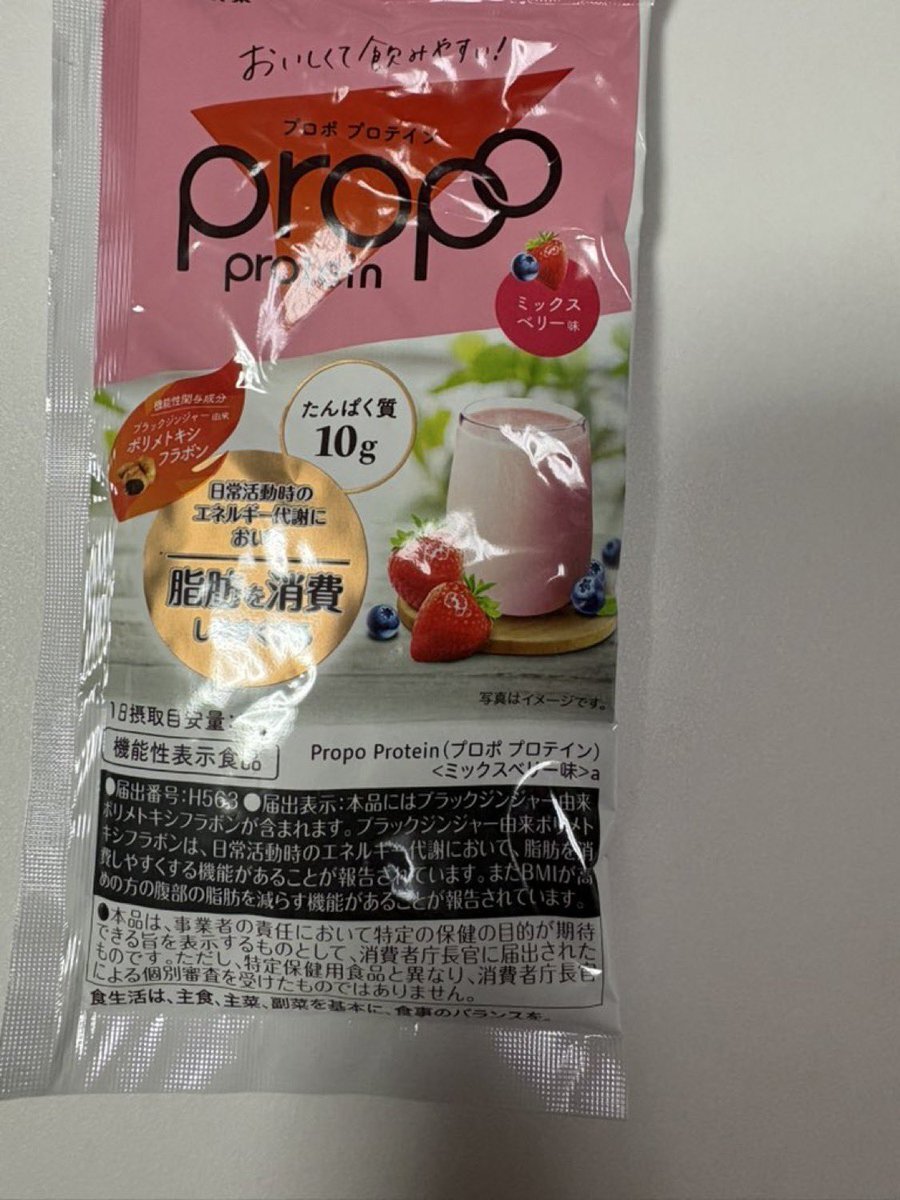 おいしくて飲みやすい!
プロポ プロテイン
propo
protein
ミックス
ベリー味
機能性関与成分
ブラックジンジャー由来
ポリメトキシ
フラボン
たんぱく質
10g
日常活動時の
エネルギー代謝に
おい
脂肪を消費
し
1日摂取目安量:
機能性表示食品
Propo Protein(プロポ プロテイン)
<ミックスベリー味>a
●届出番号:H563 ●届出表示:本品にはブラックジンジャー由来
ポリメトキシフラボンが含まれます。ブラックジンジャー由来ポリメト
キシフラボンは、日常活動時のエネルギー代謝において、脂肪を消
費しやすくする機能があることが報告されています。またBMIが高
めの方の腹部の脂肪を減らす機能があることが報告されています。
●本品は、事業者の責任において特定の保健の目的が期待
できる旨を表示するものとして、消費者庁長官に届出された
ものです。ただし、特定保健用食品と異なり、消費者庁長官
による個別審査を受けたものではありません。
食生活は、主食、主菜、副菜を基本に、食事のバランスを。
写真はイメージです。